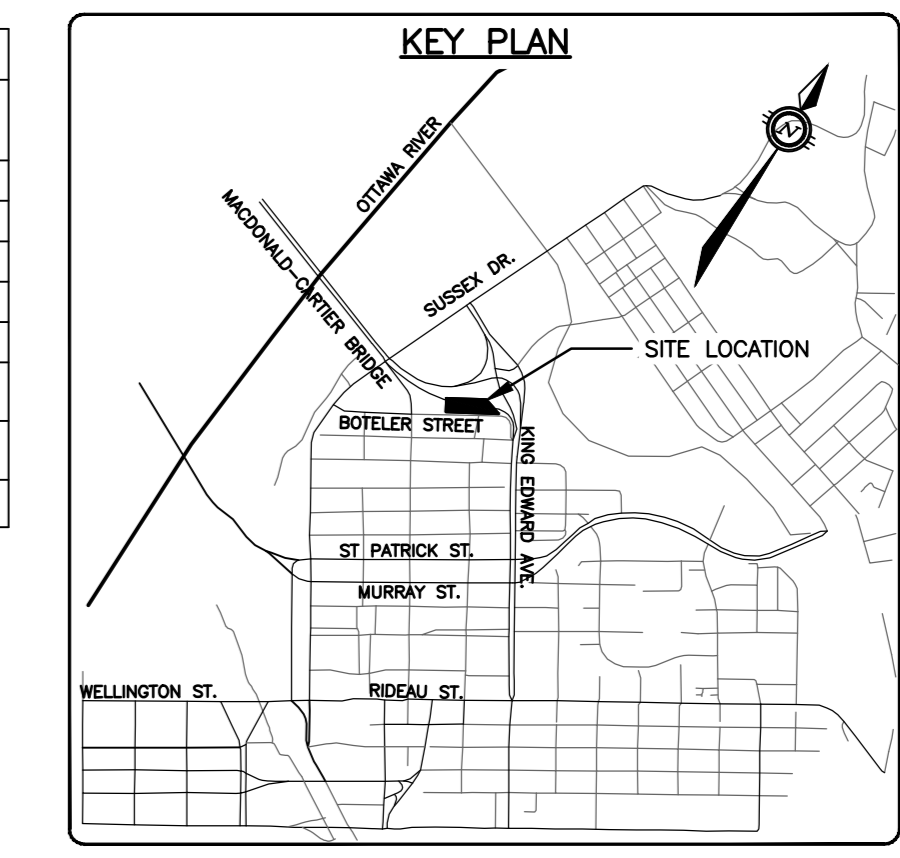 KEY PLAN
N
OTTAWA RIVER
MACDONALD-CARTIER BRIDGE
SUSSEX DR.
SITE LOCATION
BOTELER STREET
KING EDWARD AVE.
ST PATRICK ST.
MURRAY ST.
WELLINGTON ST.
RIDEAU ST.